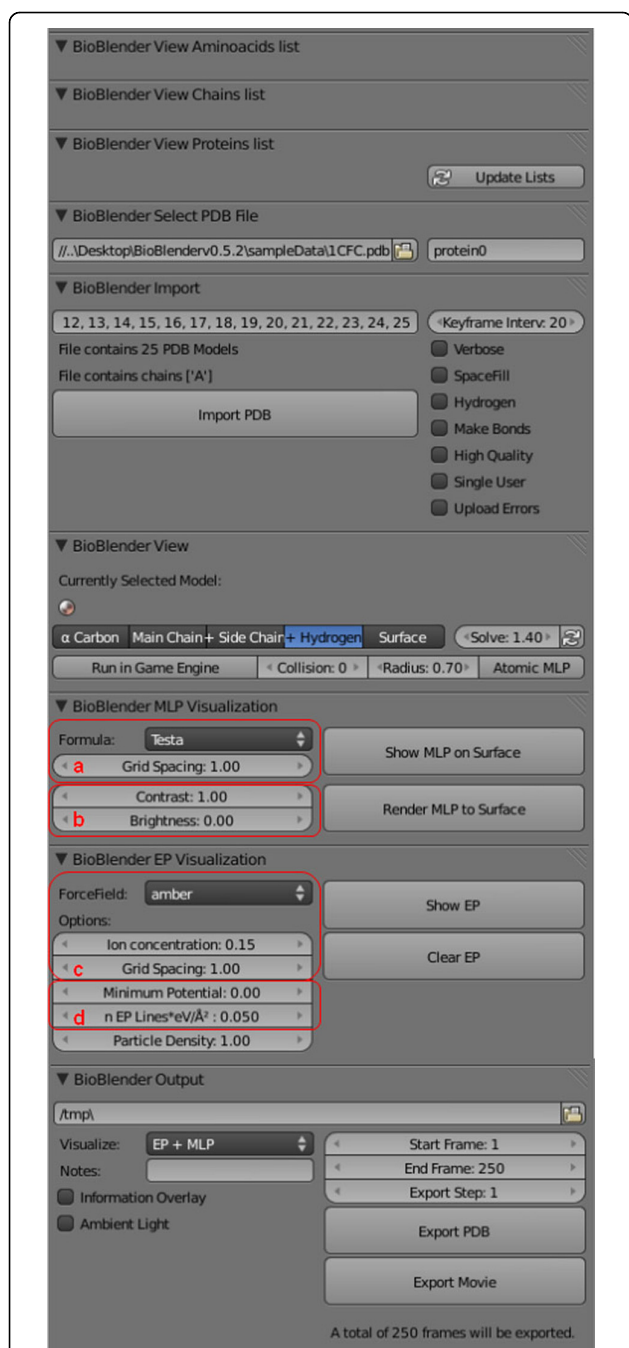 ▼ BioBlender View Aminoacids list
▼ BioBlender View Chains list
▼ BioBlender View Proteins list
Update Lists
▼ BioBlender Select PDB File
//..\Desktop\BioBlenderv0.5.2\sampleData\1CFC.pdb protein0
▼ BioBlender Import
12, 13, 14, 15, 16, 17, 18, 19, 20, 21, 22, 23, 24, 25 Keyframe Interv: 20
File contains 25 PDB Models
File contains chains ['A']
Import PDB
Verbose
SpaceFill
Hydrogen
Make Bonds
High Quality
Single User
Upload Errors
▼ BioBlender View
Currently Selected Model:
α Carbon Main Chain + Side Chair + Hydrogen Surface Solve: 1.40
Run in Game Engine Collision: 0 Radius: 0.70 Atomic MLP
▼ BioBlender MLP Visualization
Formula: Testa
a Grid Spacing: 1.00
Show MLP on Surface
Contrast: 1.00
b Brightness: 0.00
Render MLP to Surface
▼ BioBlender EP Visualization
ForceField: amber
Show EP
Options:
Ion concentration: 0.15
c Grid Spacing: 1.00
Clear EP
Minimum Potential: 0.00
d n EP Lines*eV/Å² : 0.050
Particle Density: 1.00
▼ BioBlender Output
/tmp\
Visualize: EP + MLP
Notes:
Information Overlay
Ambient Light
Start Frame: 1
End Frame: 250
Export Step: 1
Export PDB
Export Movie
A total of 250 frames will be exported.